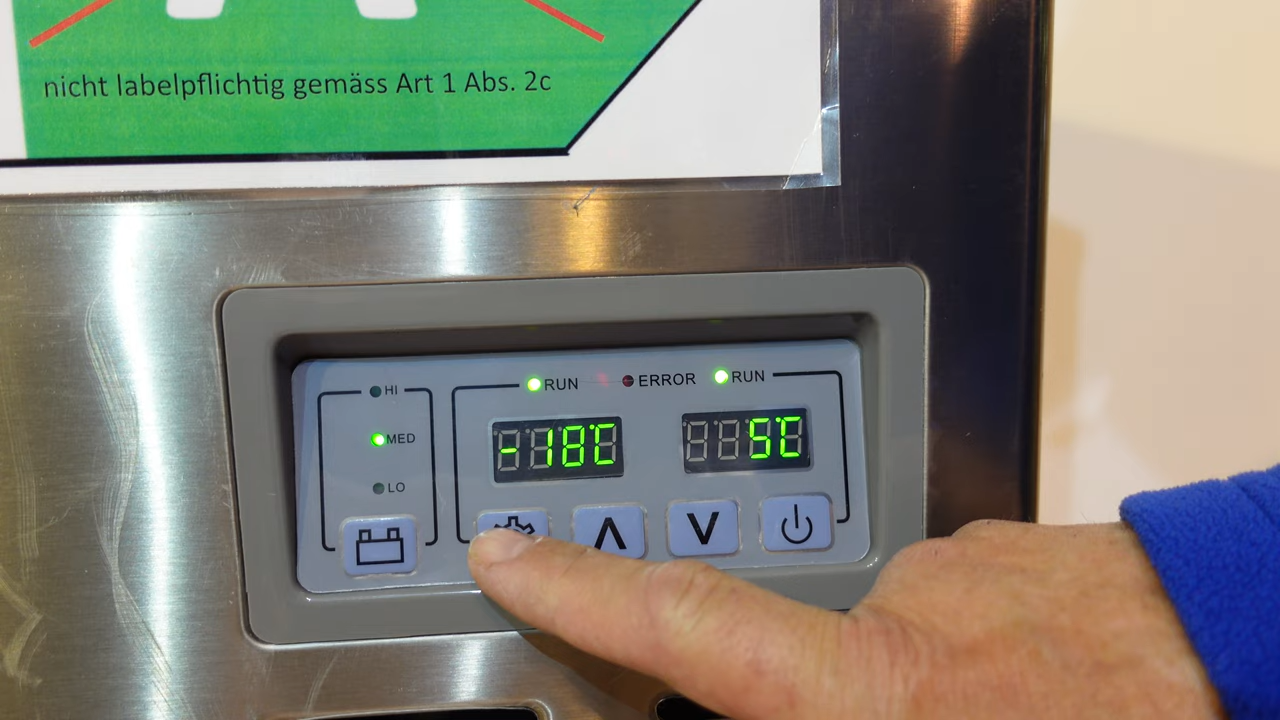 nicht labelpflichtig gemäss Art 1 Abs. 2c
HI
MED
LO
RUN ERROR RUN
-18°C 5°C